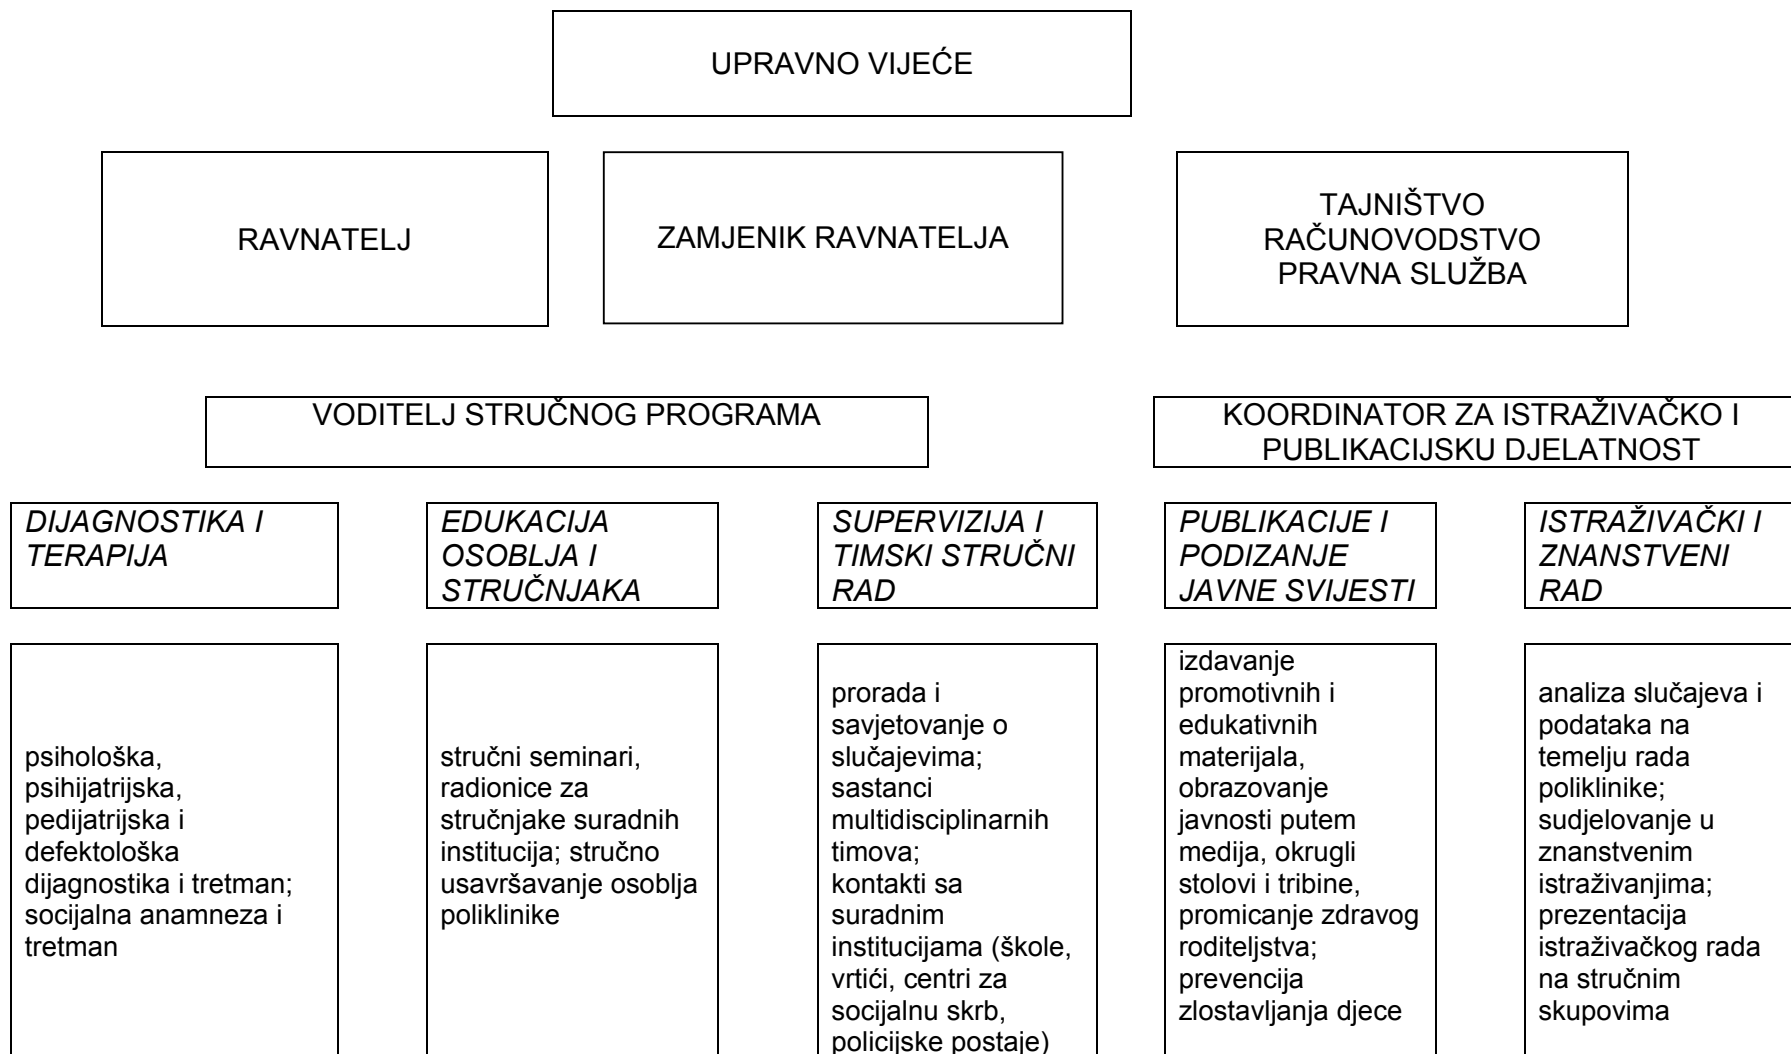 UPRAVNO VIJEĆE
RAVNATELJ
ZAMJENIK RAVNATELJA
TAJNIŠTVO
RAČUNOVODSTVO
PRAVNA SLUŽBA
VODITELJ STRUČNOG PROGRAMA
KOORDINATOR ZA ISTRAŽIVAČKO I
PUBLIKACIJSKU DJELATNOST
DIJAGNOSTIKA I
TERAPIJA
EDUKACIJA
OSOBLJA I
STRUČNJAKA
SUPERVIZIJA I
TIMSKI STRUČNI
RAD
PUBLIKACIJE I
PODIZANJE
JAVNE SVIJESTI
ISTRAŽIVAČKI I
ZNANSTVENI
RAD
psihološka,
psihijatrijska,
pedijatrijska i
defektološka
dijagnostika i tretman;
socijalna anamneza i
tretman
stručni seminari,
radionice za
stručnjake suradnih
institucija; stručno
usavršavanje osoblja
poliklinike
prorada i
savjetovanje o
slučajevima;
sastanci
multidisciplinarnih
timova;
kontakti sa
suradnim
institucijama (škole,
vrtići, centri za
socijalnu skrb,
policijske postaje)
izdavanje
promotivnih i
edukativnih
materijala,
obrazovanje
javnosti putem
medija, okrugli
stolovi i tribine,
promicanje zdravog
roditeljstva;
prevencija
zlostavljanja djece
analiza slučajeva i
podataka na
temelju rada
poliklinike;
sudjelovanje u
znanstvenim
istraživanjima;
prezentacija
istraživačkog rada
na stručnim
skupovima